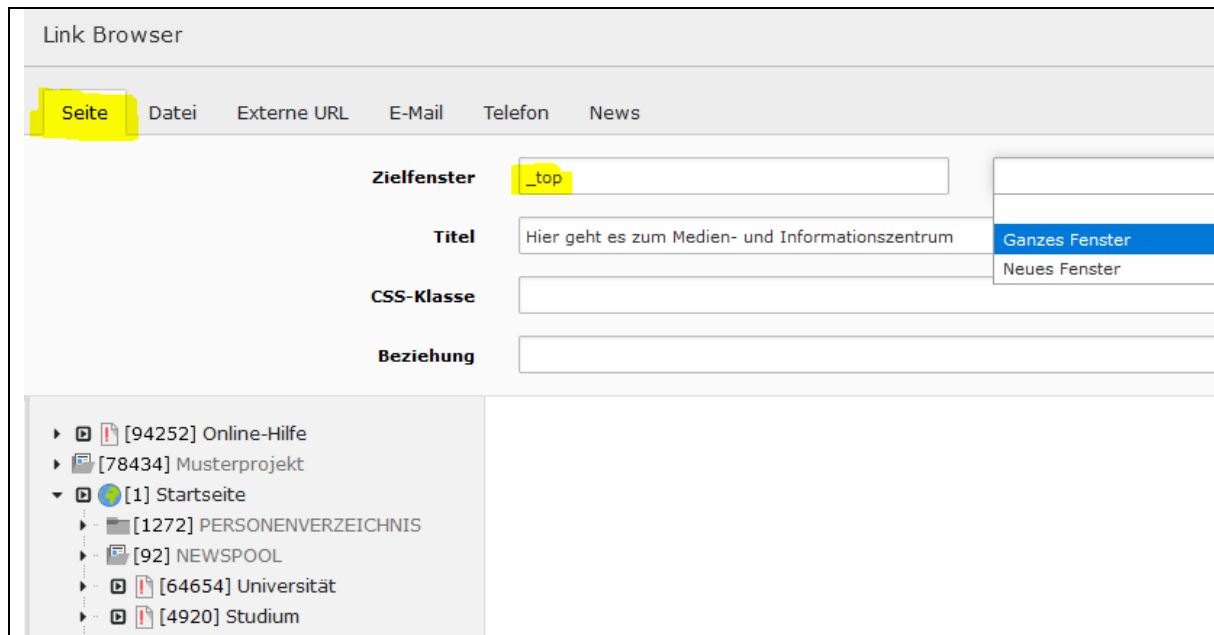 Link Browser
Seite Datei Externe URL E-Mail Telefon News
Zielfenster _top
Titel Hier geht es zum Medien- und Informationszentrum
Ganzes Fenster
Neues Fenster
CSS-Klasse
Beziehung
[94252] Online-Hilfe
[78434] Musterprojekt
[1] Startseite
[1272] PERSONENVERZEICHNIS
[92] NEWSPOOL
[64654] Universität
[4920] Studium